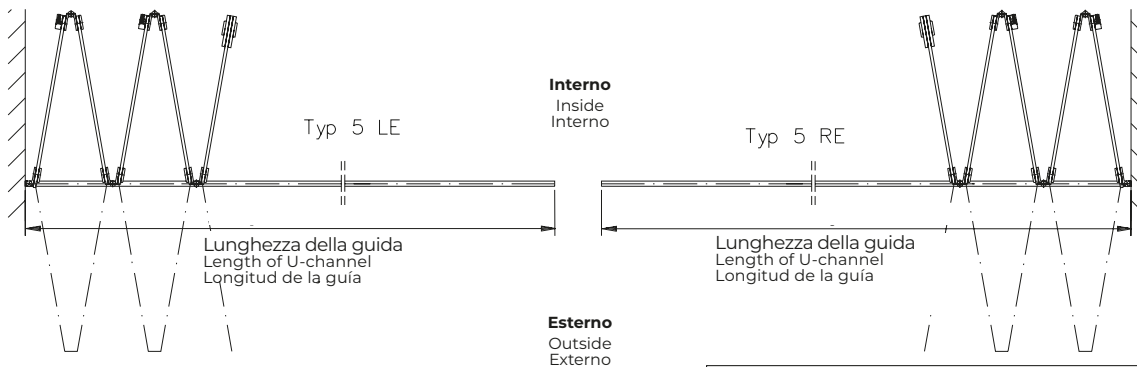 Interno
Inside
Interno
Typ 5 LE
Typ 5 RE
Lunghezza della guida
Length of U-channel
Longitud de la guía
Lunghezza della guida
Length of U-channel
Longitud de la guía
Esterno
Outside
Externo